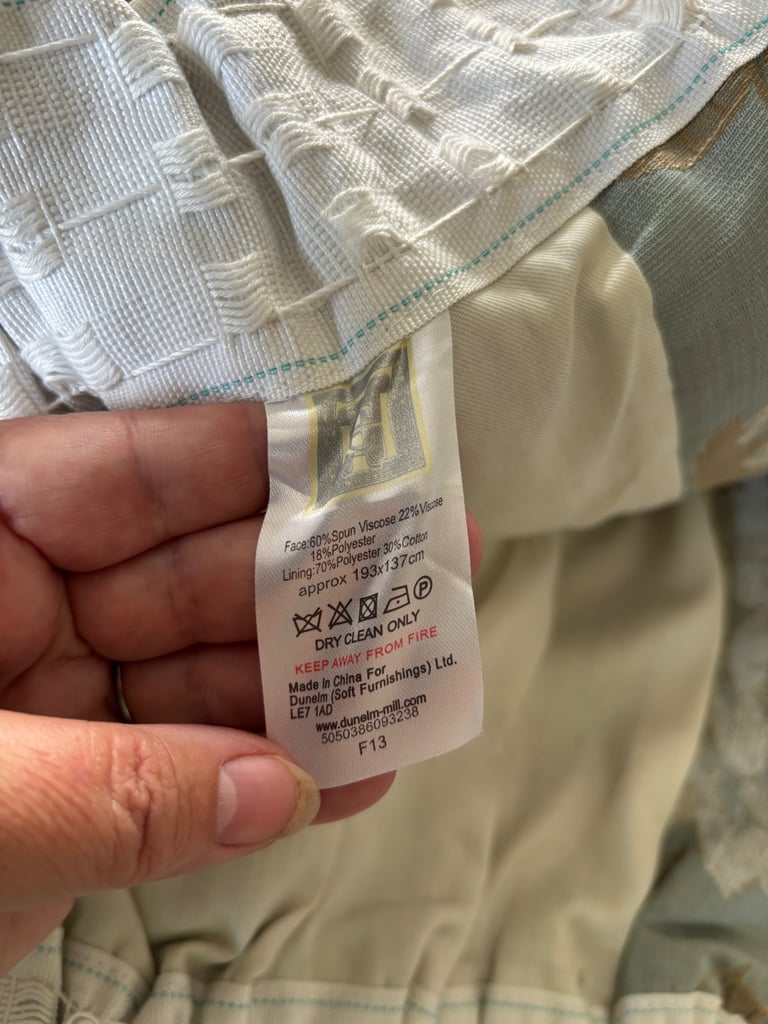 Face:60%Spun Viscose 22%Viscose
18%Polyester
Lining:70%Polyester 30%Cotton
approx 193x137cm
P
DRY CLEAN ONLY
KEEP AWAY FROM FIRE
Made In China For
Dunelm (Soft Furnishings) Ltd.
LE7 1AD
www.dunelm-mill.com
5050386093238
F13